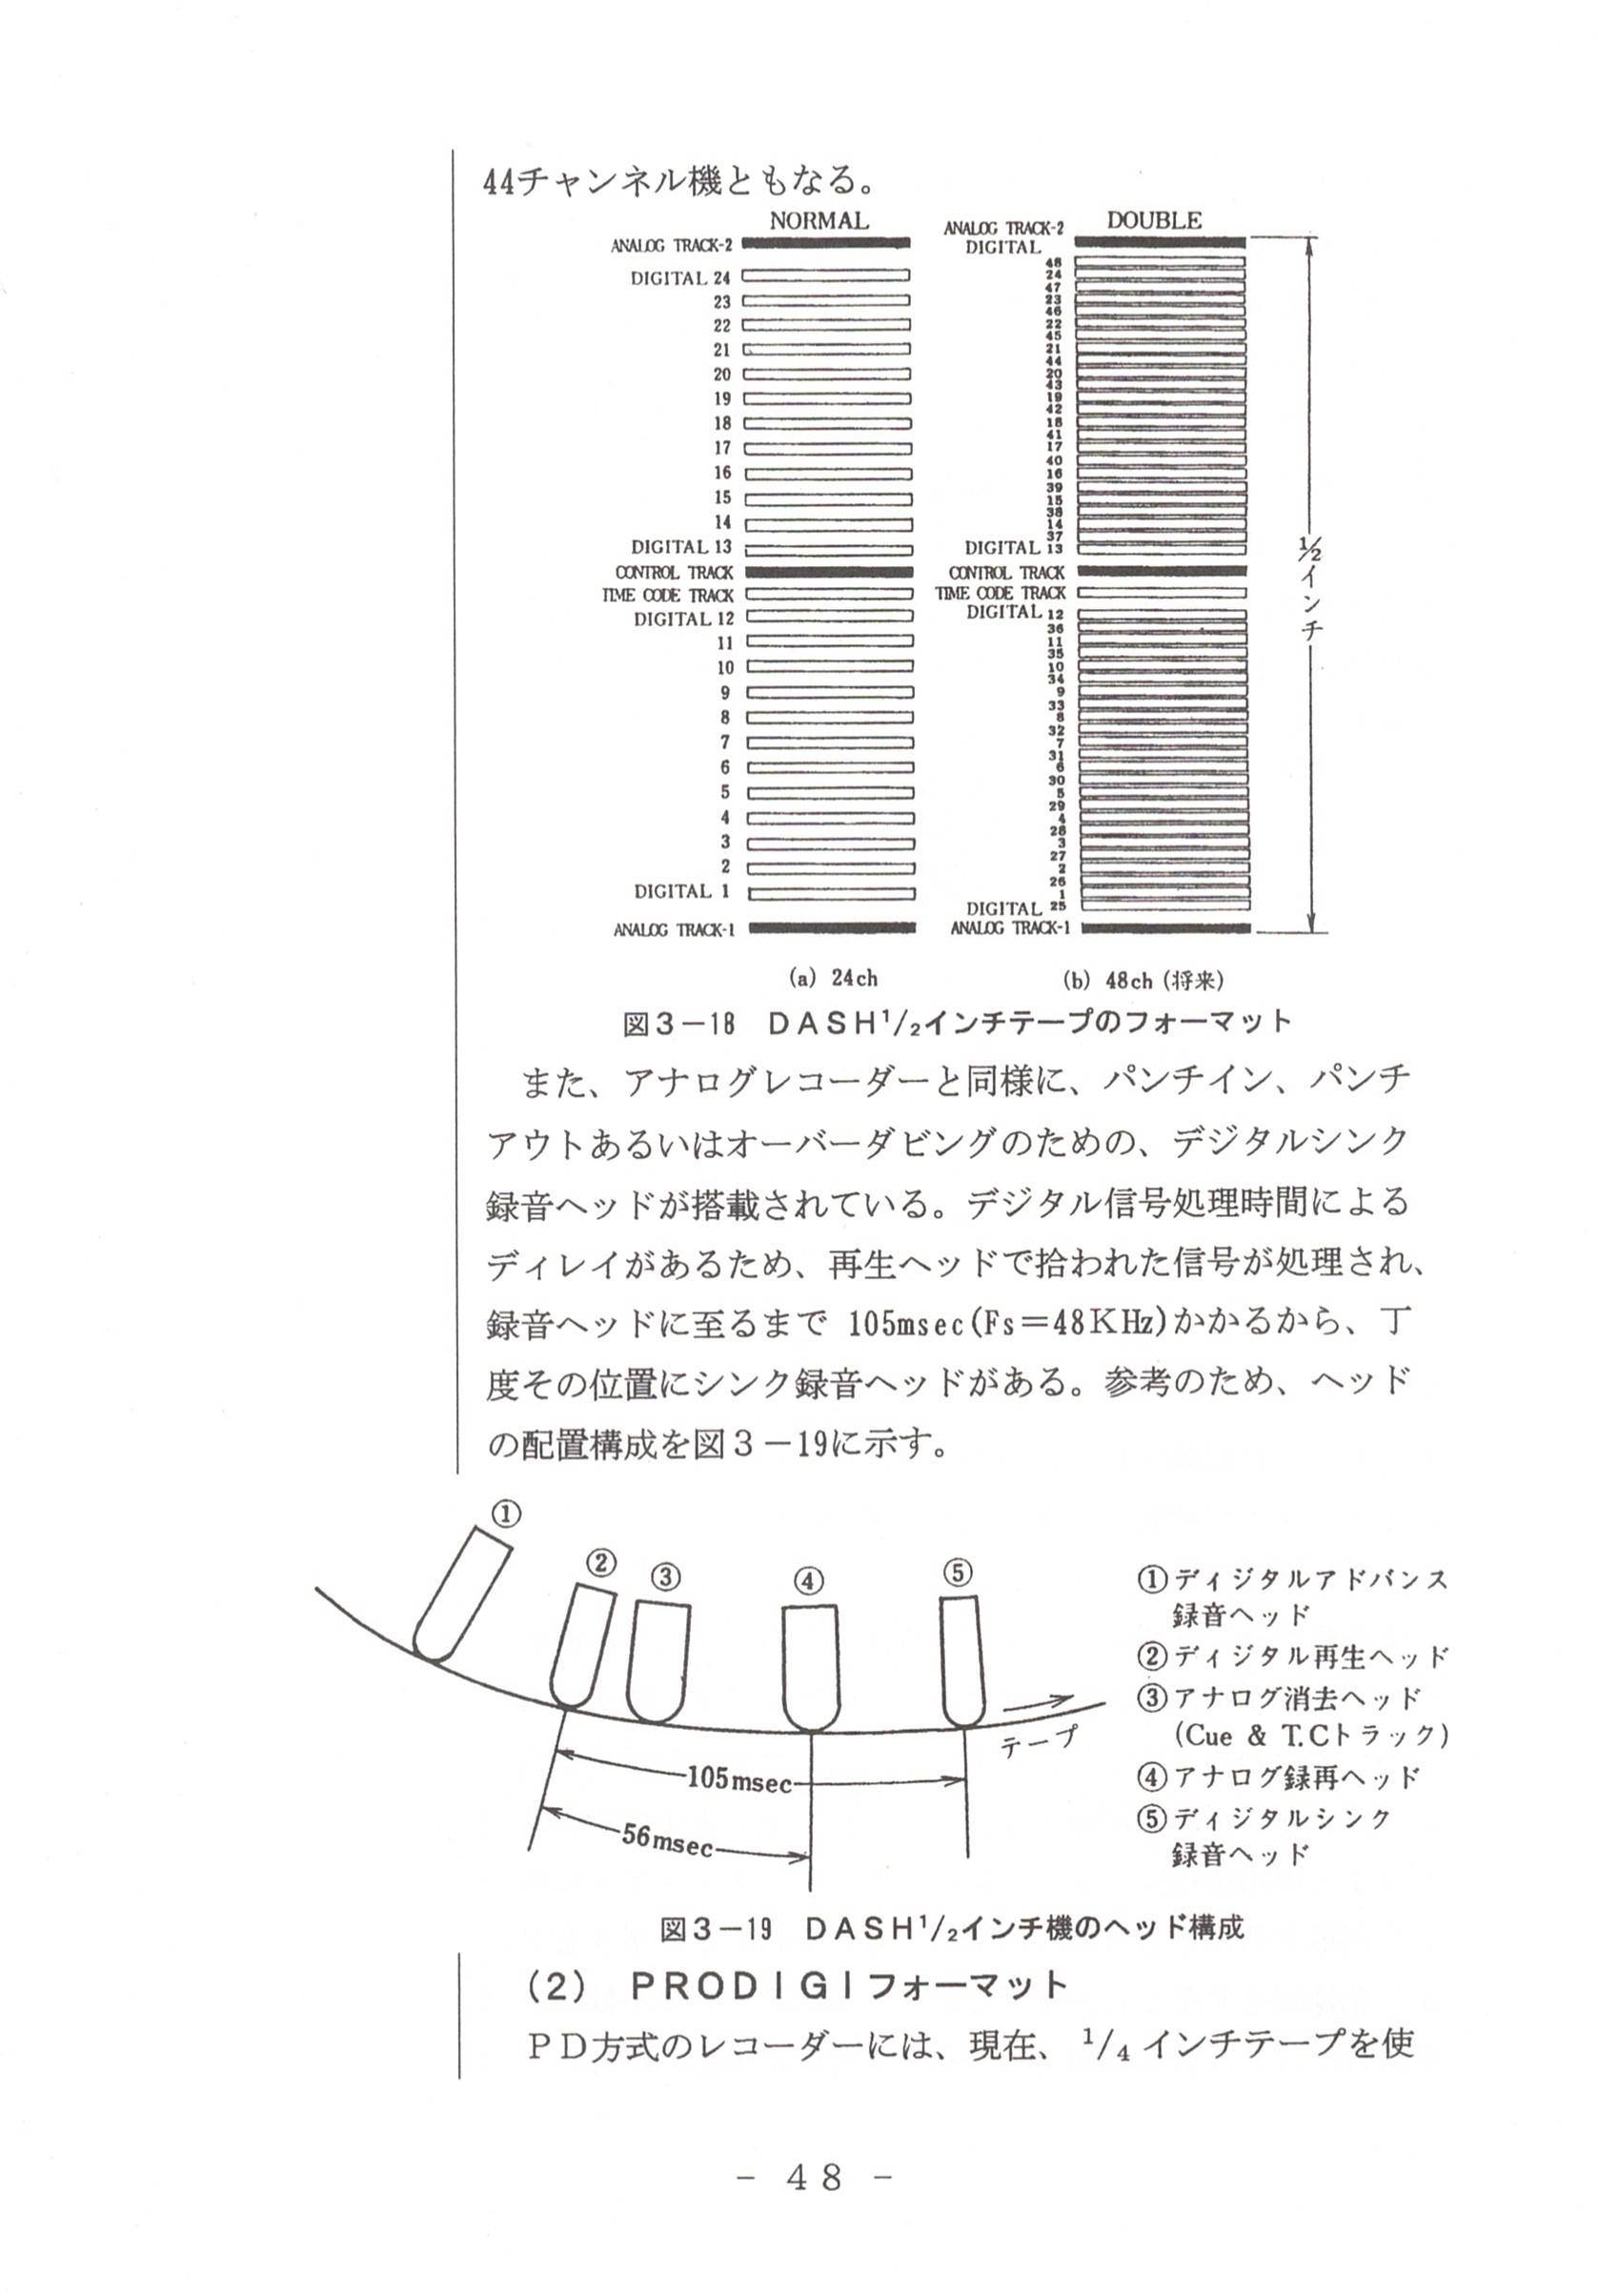 44チャンネル機ともなる。
NORMAL
ANALOG TRACK-2
DIGITAL 24
23
22
21
20
19
18
17
16
15
14
DIGITAL 13
CONTROL TRACK
TIME CODE TRACK
DIGITAL 12
11
10
9
8
7
6
5
4
3
2
DIGITAL 1
ANALOG TRACK-1
(a) 24ch
DOUBLE
ANALOG TRACK-2
DIGITAL
48
24
47
23
46
22
45
21
44
20
43
19
42
18
41
17
40
16
39
15
38
14
37
DIGITAL 13
CONTROL TRACK
TIME CODE TRACK
DIGITAL 12
36
11
35
10
34
9
33
8
32
7
31
6
30
5
29
4
28
3
27
2
26
1
DIGITAL 25
ANALOG TRACK-1
(b) 48ch (将来)
1/2インチ
図3-18 DASH1/2インチテープのフォーマット
また、アナログレコーダーと同様に、パンチイン、パンチ
アウトあるいはオーバーダビングのための、デジタルシンク
録音ヘッドが搭載されている。デジタル信号処理時間による
ディレイがあるため、再生ヘッドで拾われた信号が処理され、
録音ヘッドに至るまで 105msec(Fs=48KHz)かかるから、丁
度その位置にシンク録音ヘッドがある。参考のため、ヘッド
の配置構成を図3-19に示す。
①
②
③
④
⑤
テープ
105msec
56msec
①ディジタルアドバンス
録音ヘッド
②ディジタル再生ヘッド
③アナログ消去ヘッド
(Cue & T.Cトラック)
④アナログ録再ヘッド
⑤ディジタルシンク
録音ヘッド
図3-19 DASH1/2インチ機のヘッド構成
(2) PRODIGIフォーマット
PD方式のレコーダーには、現在、1/4 インチテープを使
- 48 -